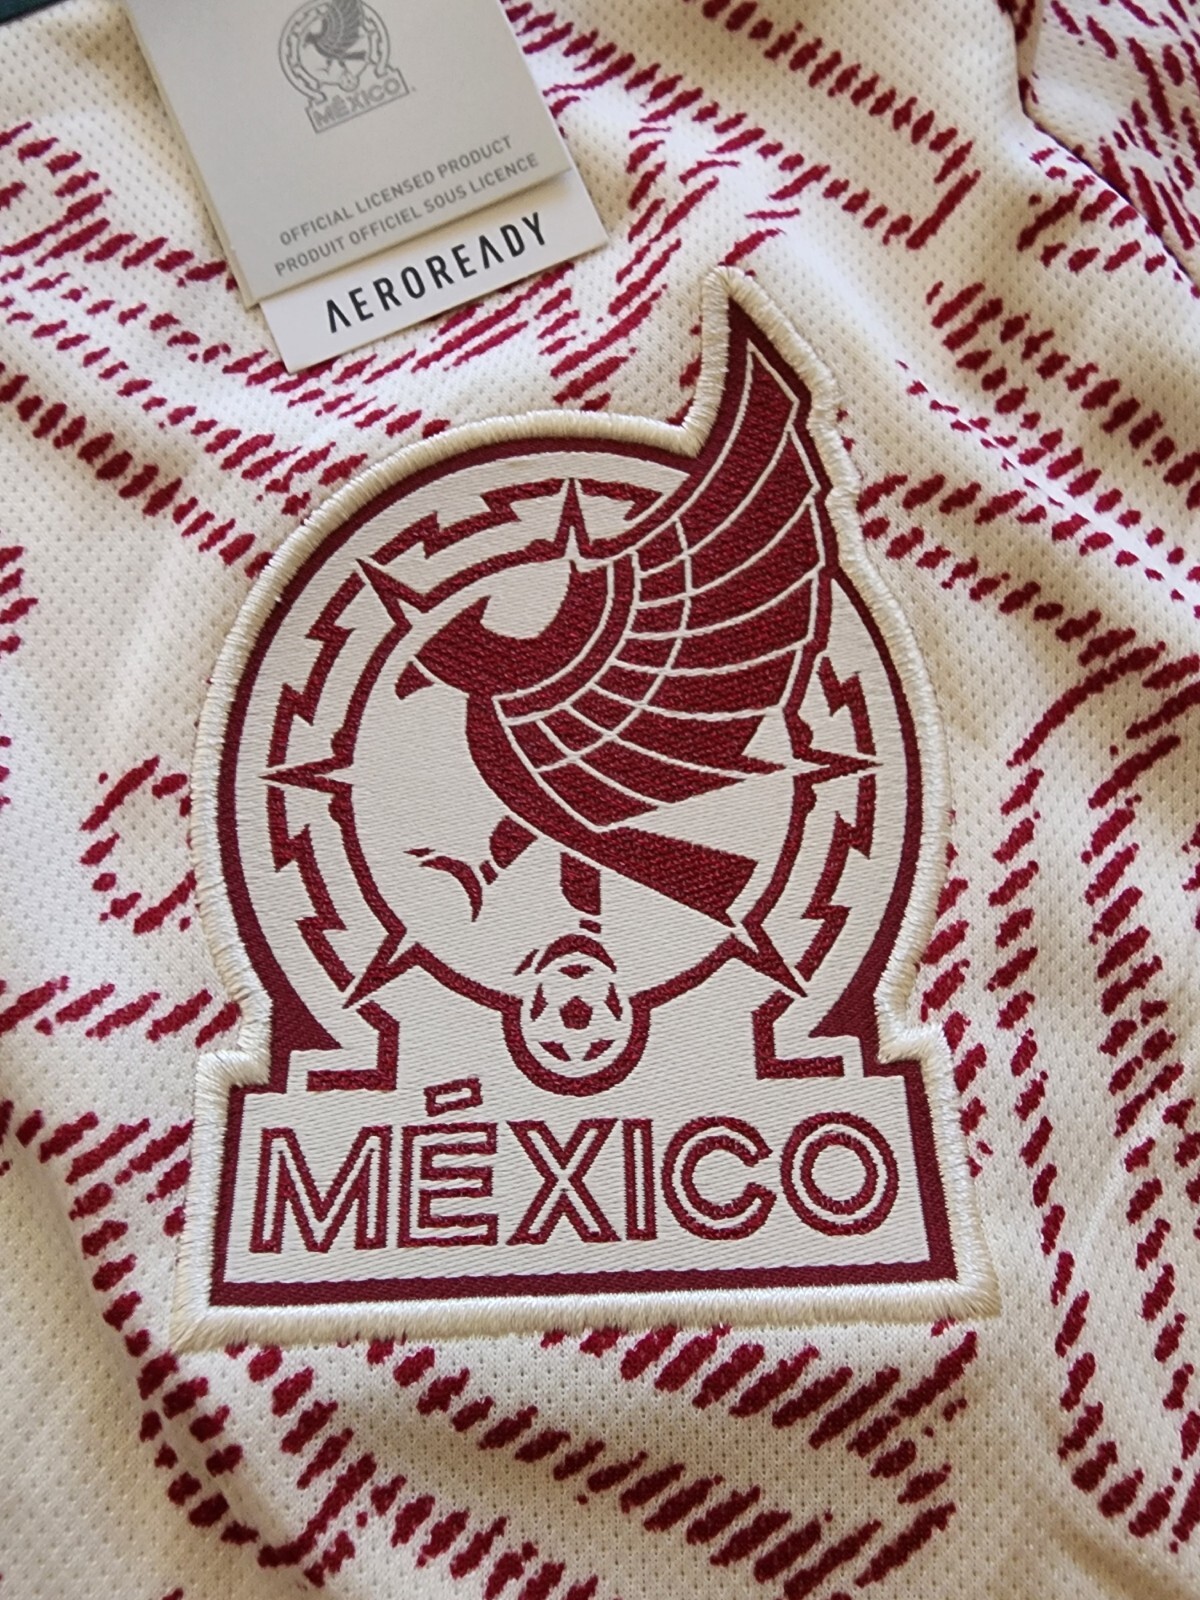 MÉXICO
OFFICIAL LICENSED PRODUCT
PRODUIT OFFICIEL SOUS LICENCE
AEROREADY
MÉXICO